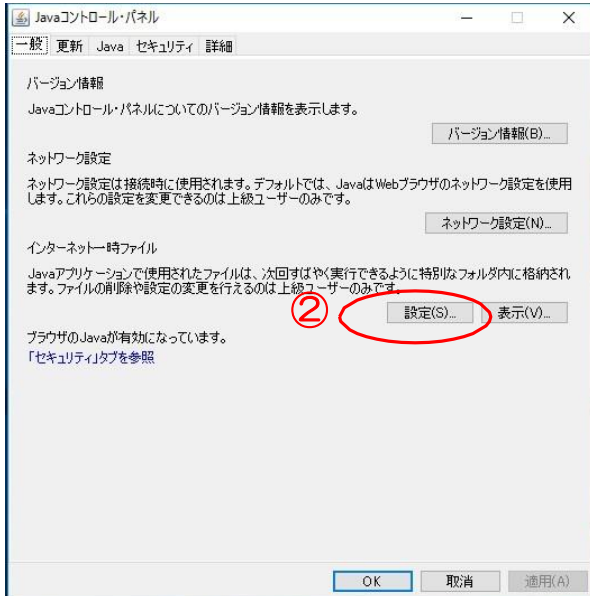 Javaコントロール・パネル
一般 更新 Java セキュリティ 詳細
バージョン情報
Javaコントロール・パネルについてのバージョン情報を表示します。
バージョン情報(B)...
ネットワーク設定
ネットワーク設定は接続時に使用されます。デフォルトでは、JavaはWebブラウザのネットワーク設定を使用
します。これらの設定を変更できるのは上級ユーザーのみです。
ネットワーク設定(N)...
インターネット一時ファイル
Javaアプリケーションで使用されたファイルは、次回すばやく実行できるように特別なフォルダ内に格納され
ます。ファイルの削除や設定の変更を行えるのは上級ユーザーのみです。
② 設定(S)... 表示(V)...
ブラウザのJavaが有効になっています。
「セキュリティ」タブを参照
OK 取消 適用(A)